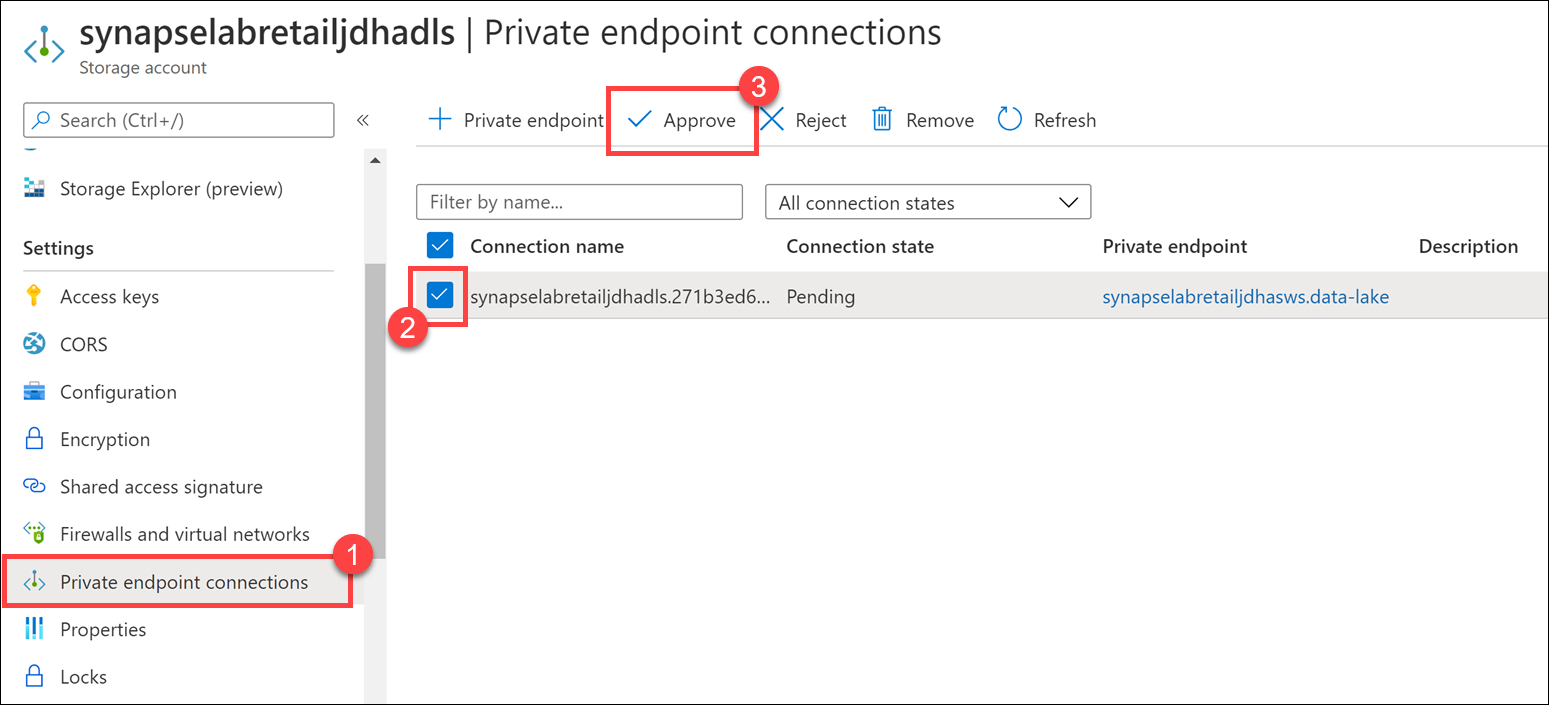 synapselabretailjdhadls | Private endpoint connections
Storage account
Search (Ctrl+/)
«
Storage Explorer (preview)
Settings
Access keys
CORS
Configuration
Encryption
Shared access signature
Firewalls and virtual networks
1
Private endpoint connections
Properties
Locks
3
Private endpoint Approve Reject Remove Refresh
Filter by name... All connection states
Connection name Connection state Private endpoint Description
synapselabretailjdhadls.271b3ed6... Pending synapselabretailjdhasws.data-lake
2